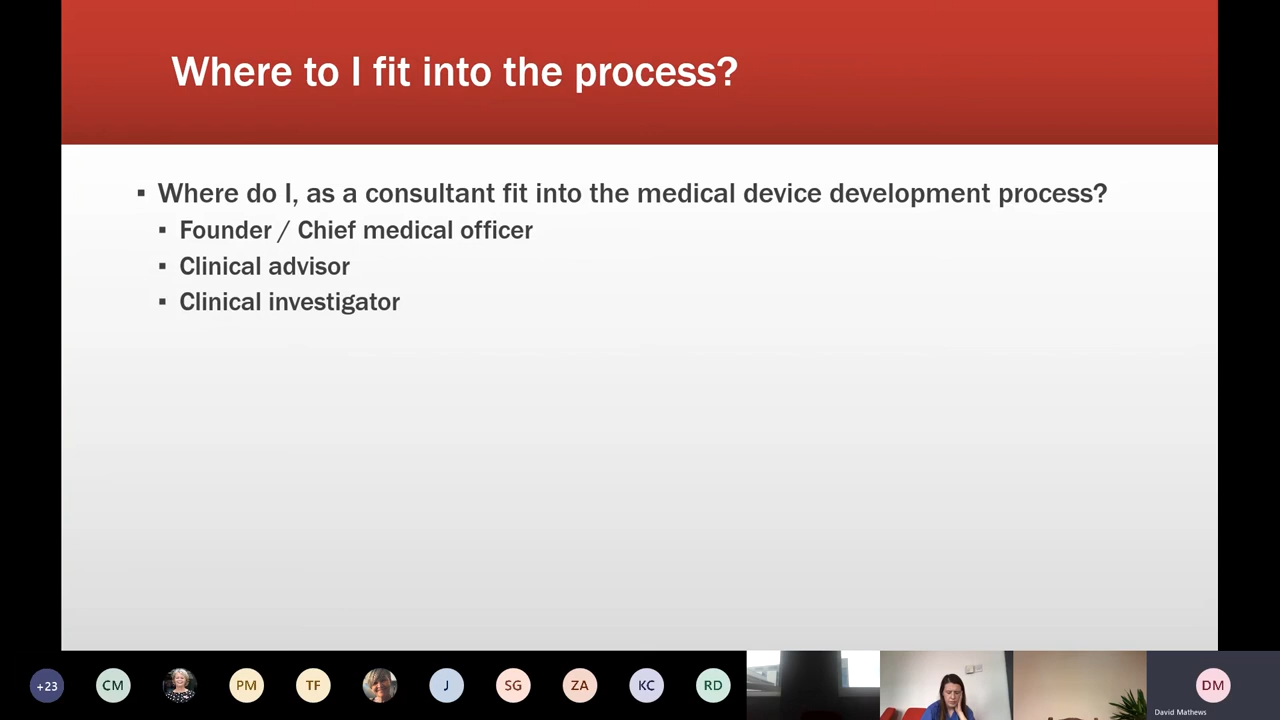 Where to I fit into the process?
▪ Where do I, as a consultant fit into the medical device development process?
▪ Founder / Chief medical officer
▪ Clinical advisor
▪ Clinical investigator
+23
CM
PM
TF
J
SG
ZA
KC
RD
DM
David Mathews